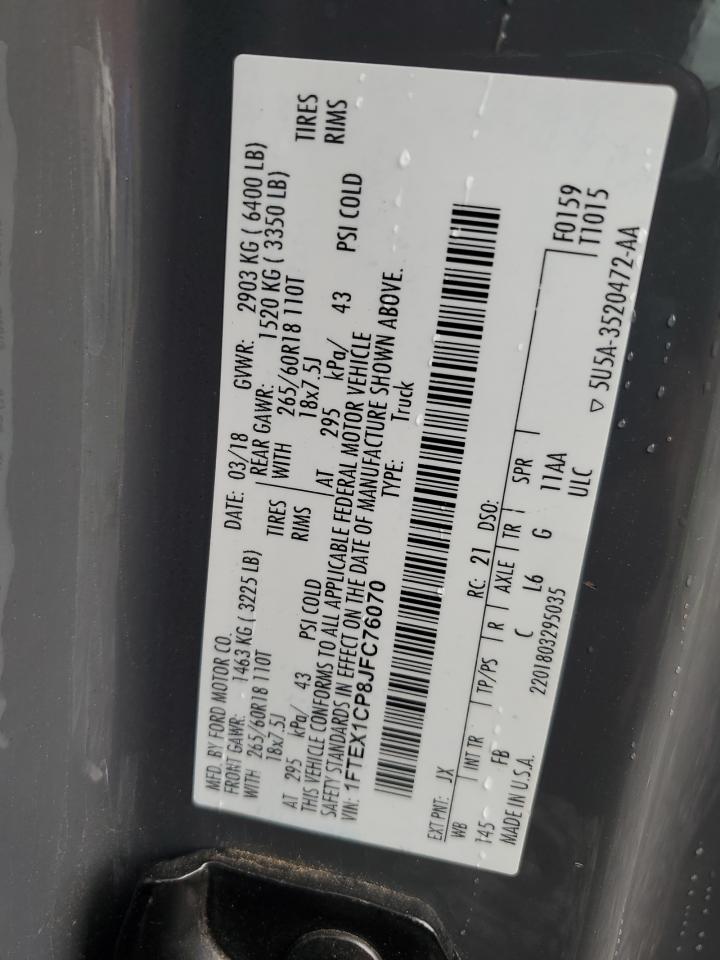 MFD. BY FORD MOTOR CO.
DATE: 03/18 GVWR: 2903 KG ( 6400 LB)
FRONT GAWR: 1463 KG ( 3225 LB) REAR GAWR: 1520 KG ( 3350 LB)
WITH 265/60R18 110T TIRES WITH 265/60R18 110T TIRES
18x7.5J RIMS 18x7.5J RIMS
AT 295 kPa/ 43 PSI COLD AT 295 kPa/ 43 PSI COLD
THIS VEHICLE CONFORMS TO ALL APPLICABLE FEDERAL MOTOR VEHICLE
SAFETY STANDARDS IN EFFECT ON THE DATE OF MANUFACTURE SHOWN ABOVE.
VIN: 1FTEX1CP8JFC76070 TYPE: Truck
EXT PNT: JX RC: 21 DSO: F0159
T1015
WB INT TR TP/PS R AXLE TR SPR
145 FB C L6 G 11AA
MADE IN U.S.A. 2201803295035 ULC
▽ 5U5A-3520472-AA